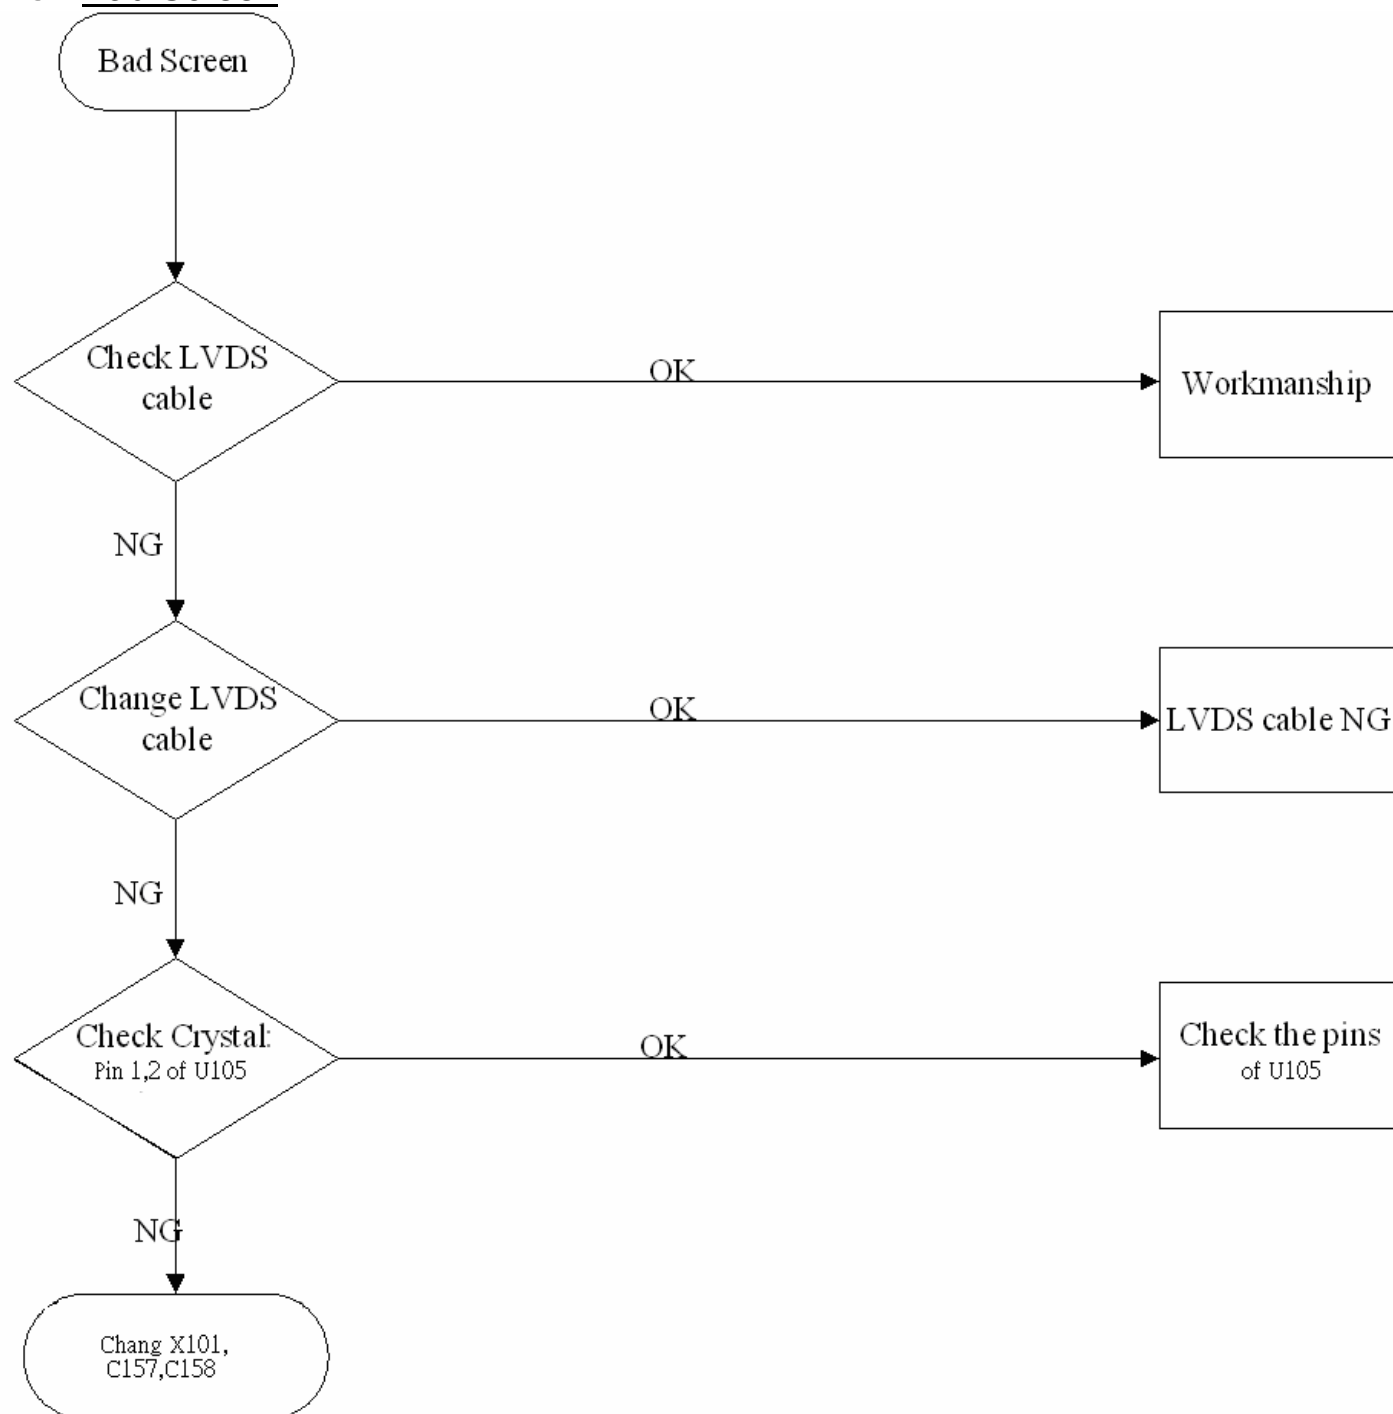 Bad Screen
Check LVDS
cable
OK
Workmanship
NG
Change LVDS
cable
OK
LVDS cable NG
NG
Check Crystal:
Pin 1,2 of U105
OK
Check the pins
of U105
NG
Chang X101,
C157,C158